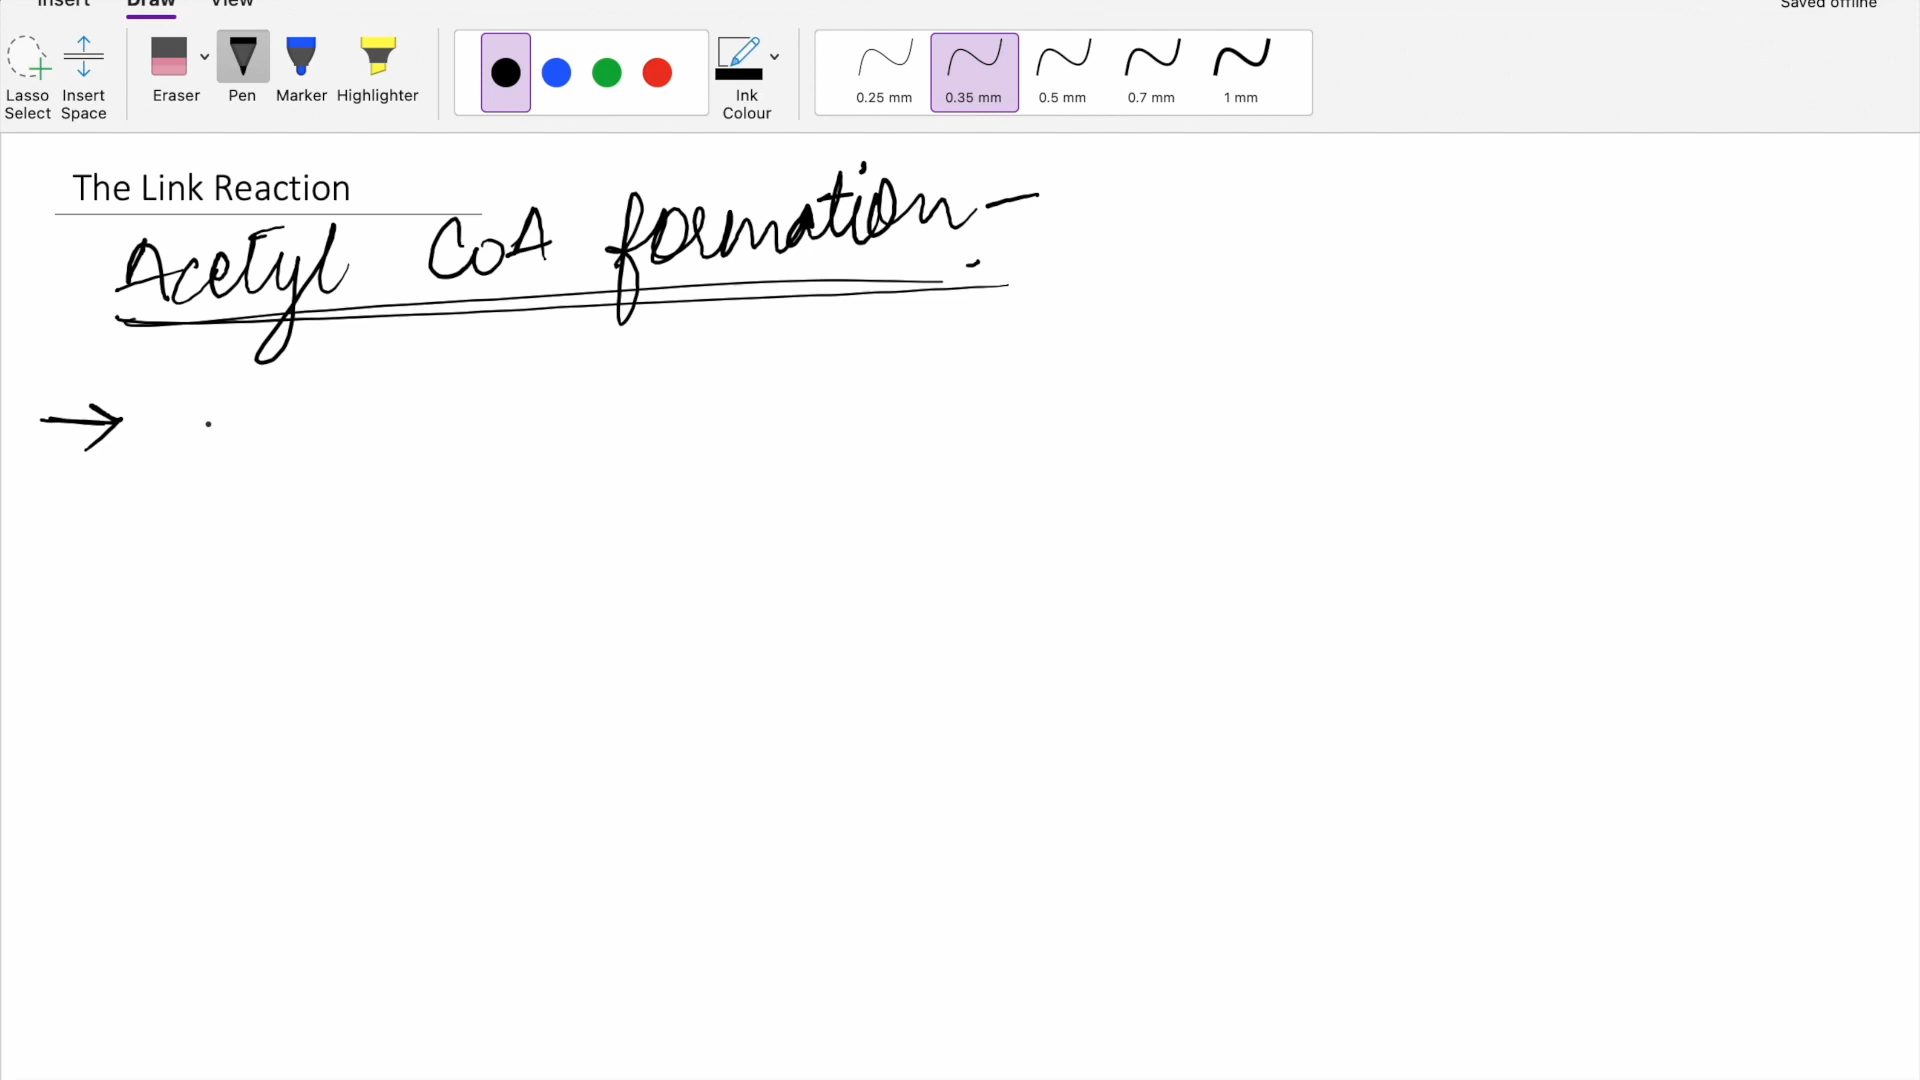 Insert Draw View Saved offline
Lasso Select
Insert Space
Eraser
Pen
Marker
Highlighter
Ink Colour
0.25 mm
0.35 mm
0.5 mm
0.7 mm
1 mm
The Link Reaction
Acetyl CoA formation -
→